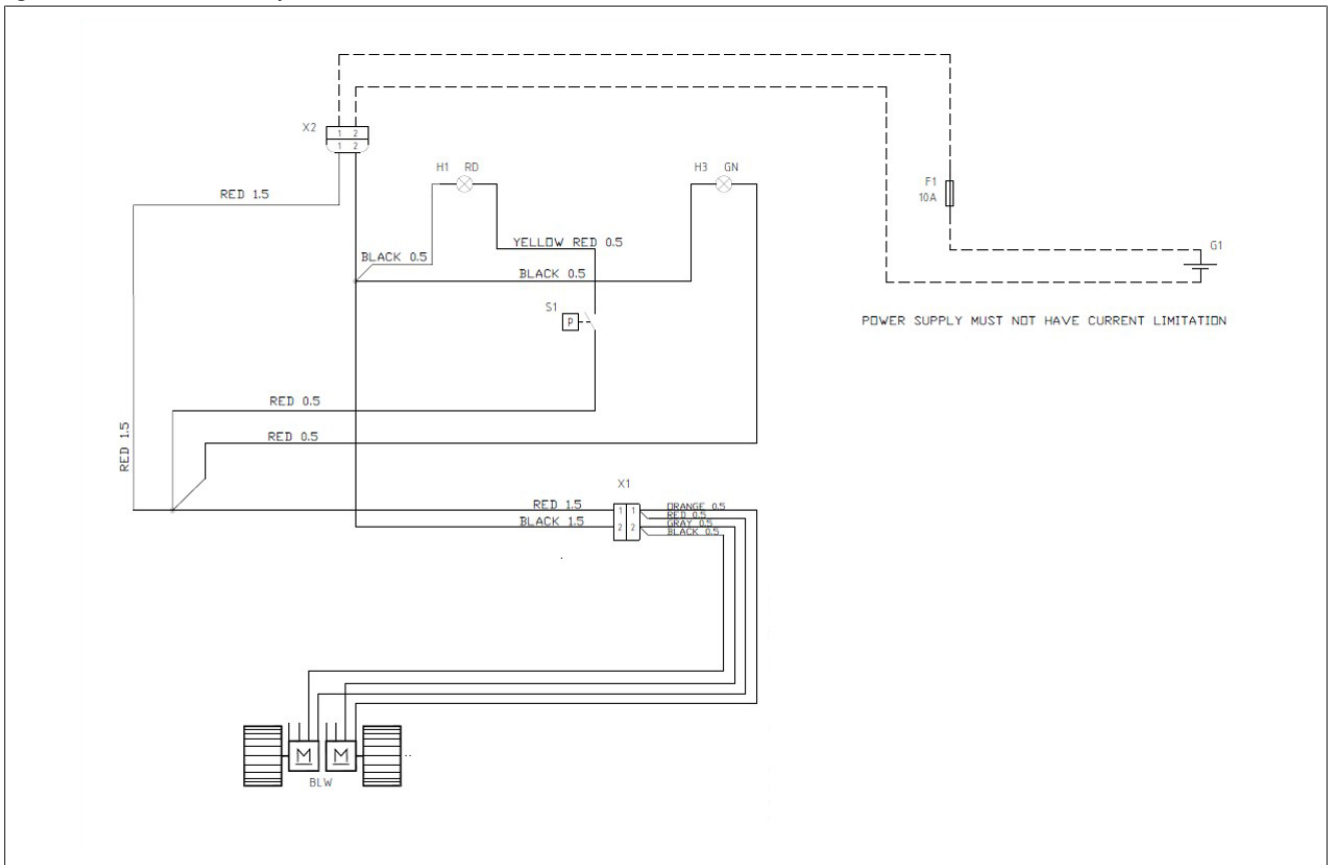 X2
1 2
1 2
H1 RD
H3 GN
F1
10A
RED 1.5
YELLOW RED 0.5
G1
BLACK 0.5
BLACK 0.5
S1
P
POWER SUPPLY MUST NOT HAVE CURRENT LIMITATION
RED 0.5
RED 1.5
RED 0.5
X1
RED 1.5
1 1
ORANGE 0.5
RED 0.5
BLACK 1.5
2 2
GRAY 0.5
BLACK 0.5
M
M
BLW